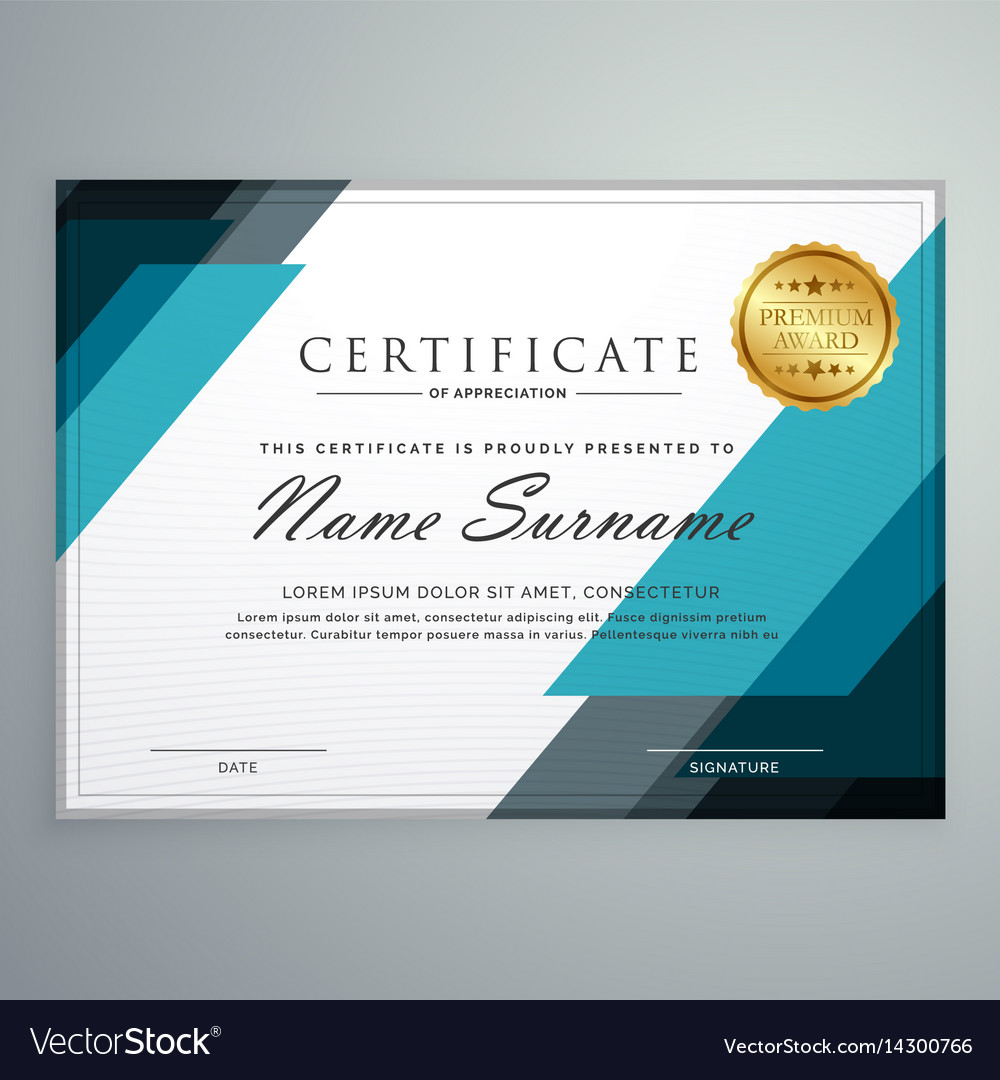 PREMIUM
AWARD
CERTIFICATE
OF APPRECIATION
THIS CERTIFICATE IS PROUDLY PRESENTED TO
Name Surname
LOREM IPSUM DOLOR SIT AMET, CONSECTETUR
Lorem ipsum dolor sit amet, consectetur adipiscing elit. Fusce dignissim pretium
consectetur. Curabitur tempor posuere massa in varius. Pellentesque viverra nibh eu
DATE
SIGNATURE
VectorStock®
VectorStock.com/14300766